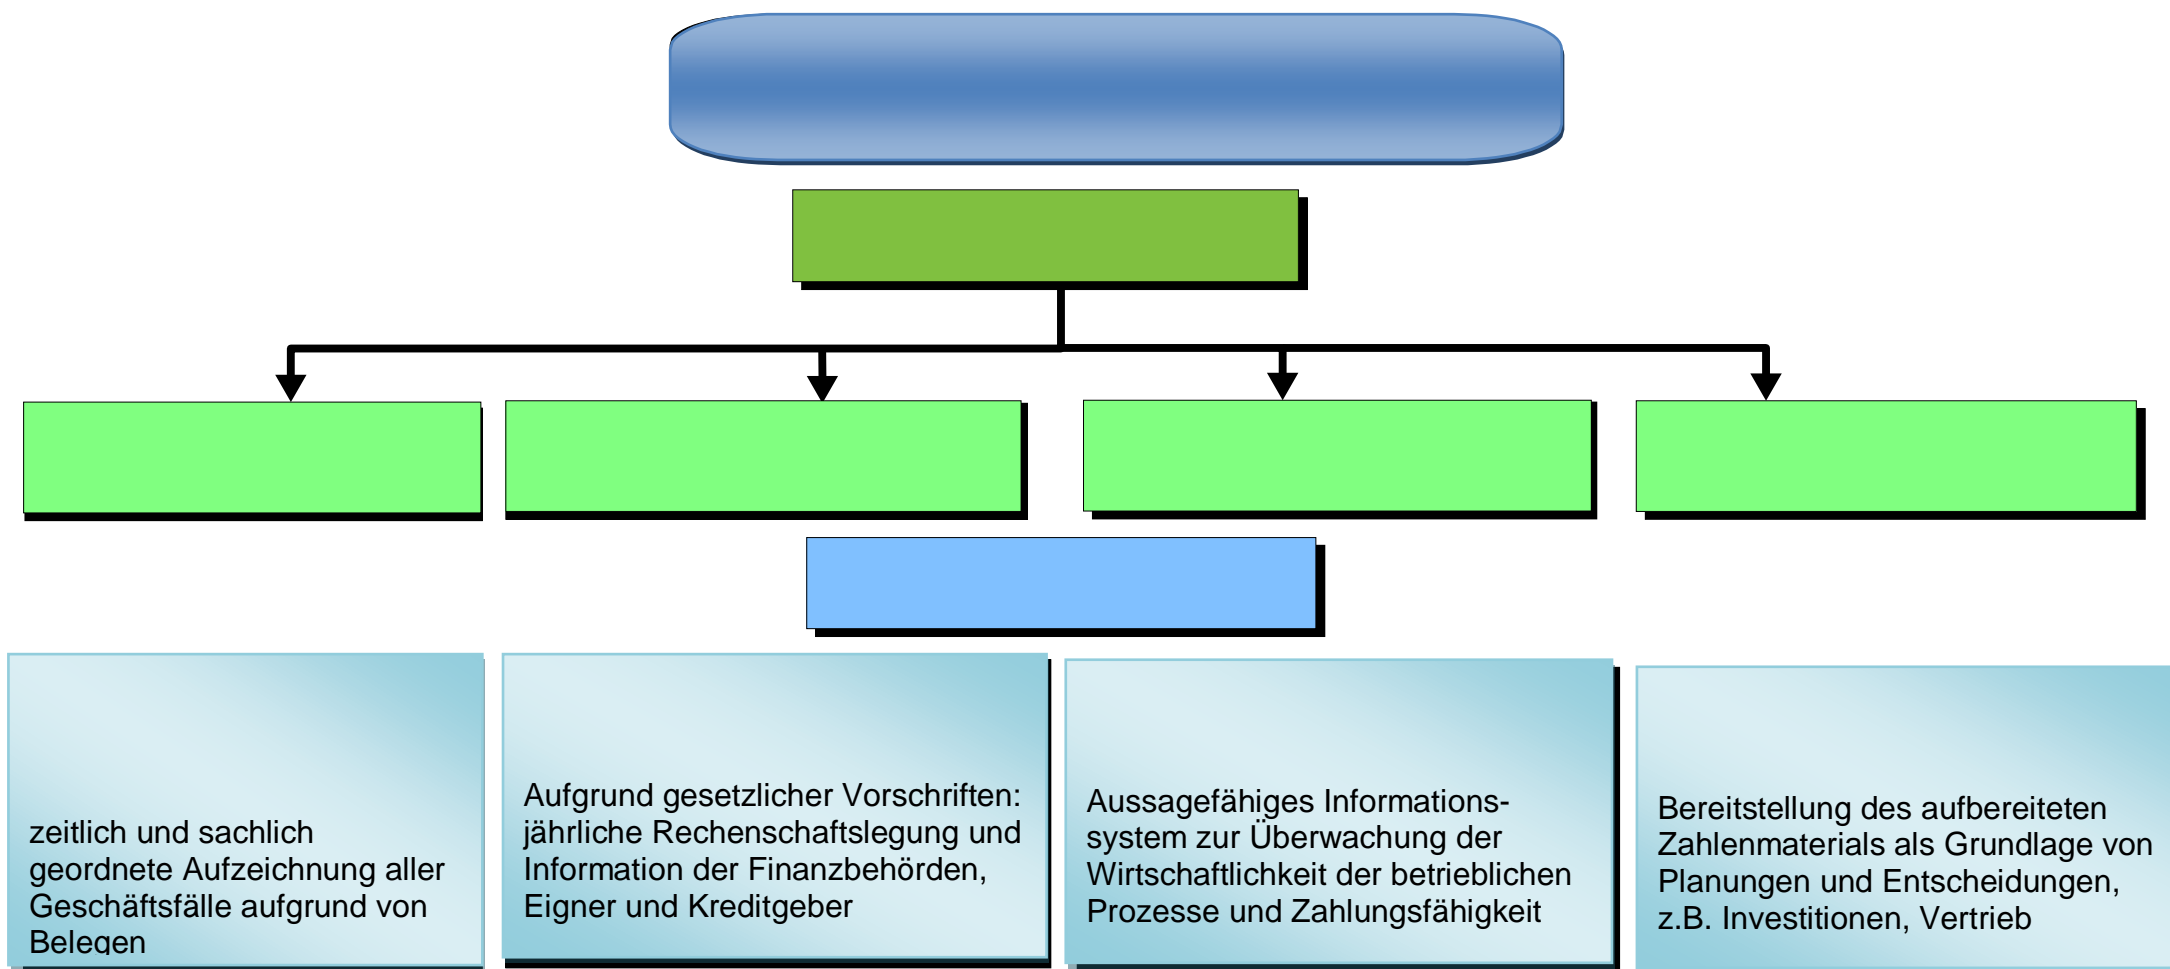 zeitlich und sachlich
geordnete Aufzeichnung aller
Geschäftsfälle aufgrund von
Belegen
Aufgrund gesetzlicher Vorschriften:
jährliche Rechenschaftslegung und
Information der Finanzbehörden,
Eigner und Kreditgeber
Aussagefähiges Informations-
system zur Überwachung der
Wirtschaftlichkeit der betrieblichen
Prozesse und Zahlungsfähigkeit
Bereitstellung des aufbereiteten
Zahlenmaterials als Grundlage von
Planungen und Entscheidungen,
z.B. Investitionen, Vertrieb